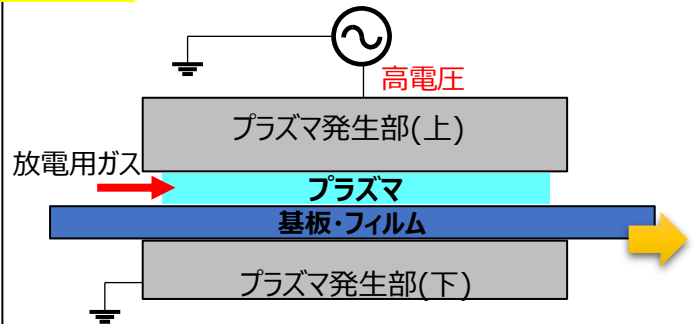 高電圧
プラズマ発生部(上)
放電用ガス
プラズマ
基板・フィルム
プラズマ発生部(下)